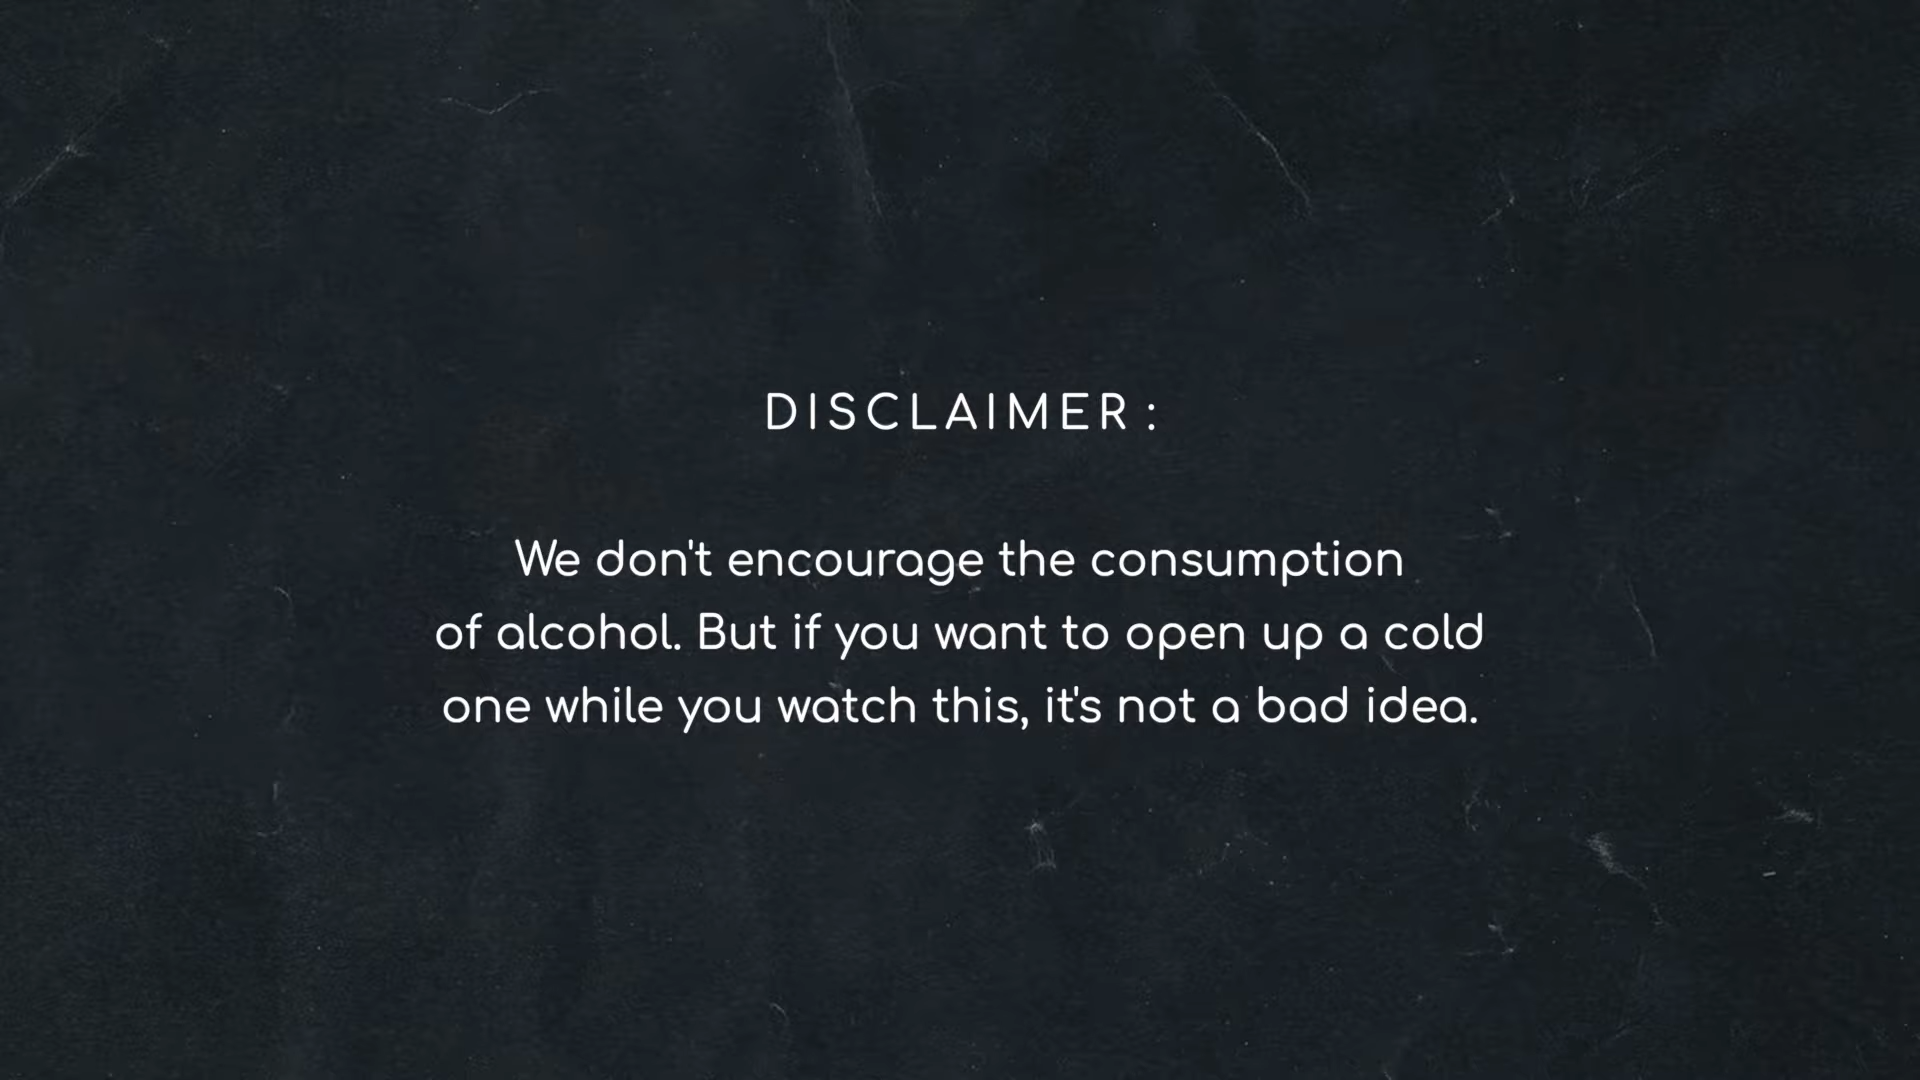 DISCLAIMER :
We don't encourage the consumption
of alcohol. But if you want to open up a cold
one while you watch this, it's not a bad idea.